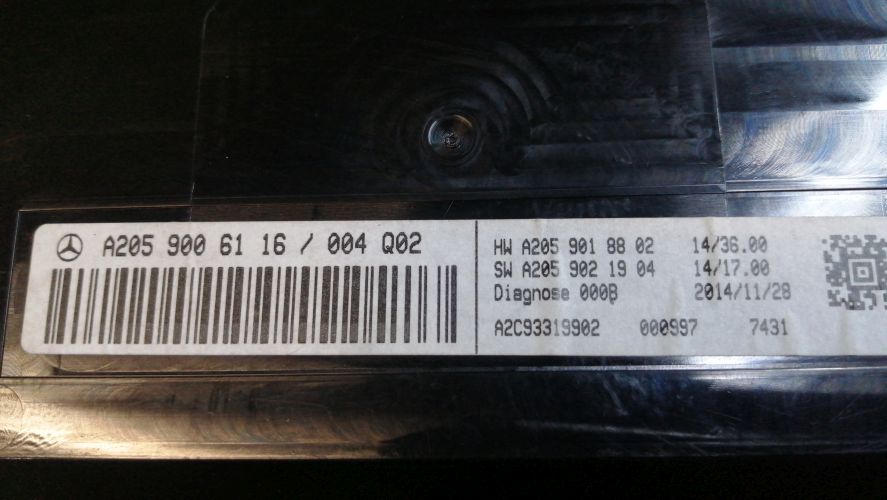 A205 900 61 16 / 004 Q02
HW A205 901 88 02 14/36.00
SW A205 902 19 04 14/17.00
Diagnose 000B 2014/11/28
A2C93319902 000997 7431